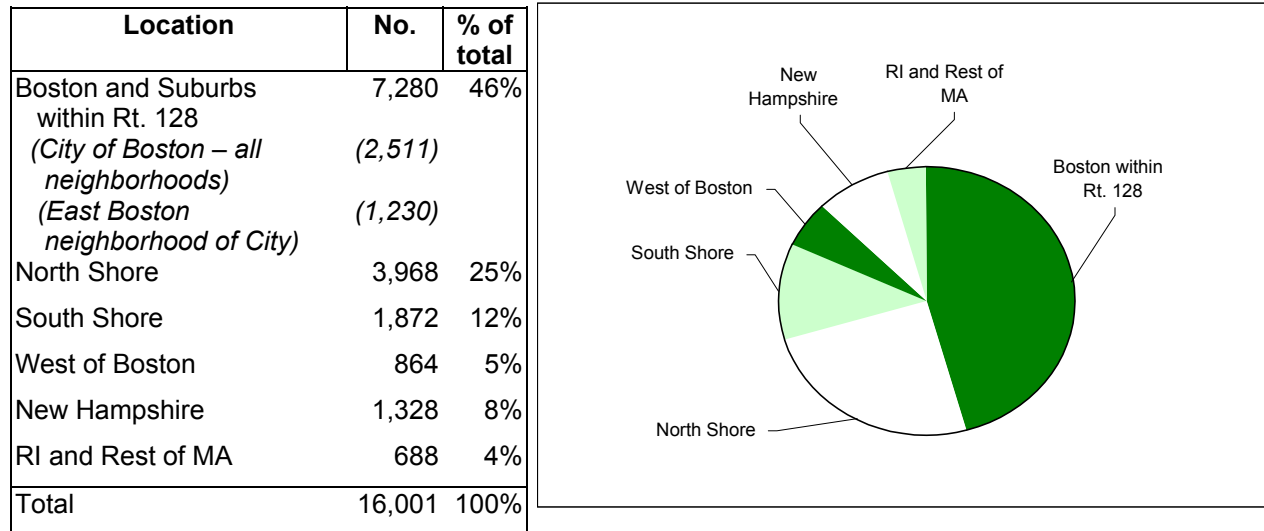 Location No. % of
total
Boston and Suburbs 7,280 46%
within Rt. 128
(City of Boston – all (2,511)
neighborhoods)
(East Boston (1,230)
neighborhood of City)
North Shore 3,968 25%
South Shore 1,872 12%
West of Boston 864 5%
New Hampshire 1,328 8%
RI and Rest of MA 688 4%
Total 16,001 100%
New
Hampshire
RI and Rest of
MA
Boston within
Rt. 128
West of Boston
South Shore
North Shore